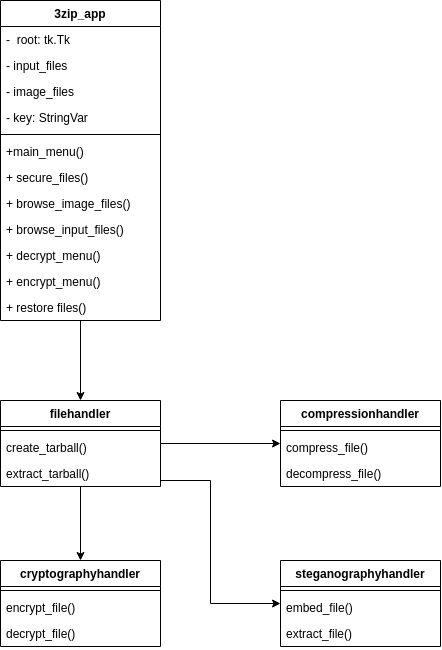 3zip_app
-  root: tk.Tk
- input_files
- image_files
- key: StringVar
+main_menu()
+ secure_files()
+ browse_image_files()
+ browse_input_files()
+ decrypt_menu()
+ encrypt_menu()
+ restore files()
filehandler
create_tarball()
extract_tarball()
compressionhandler
compress_file()
decompress_file()
cryptographyhandler
encrypt_file()
decrypt_file()
steganographyhandler
embed_file()
extract_file()